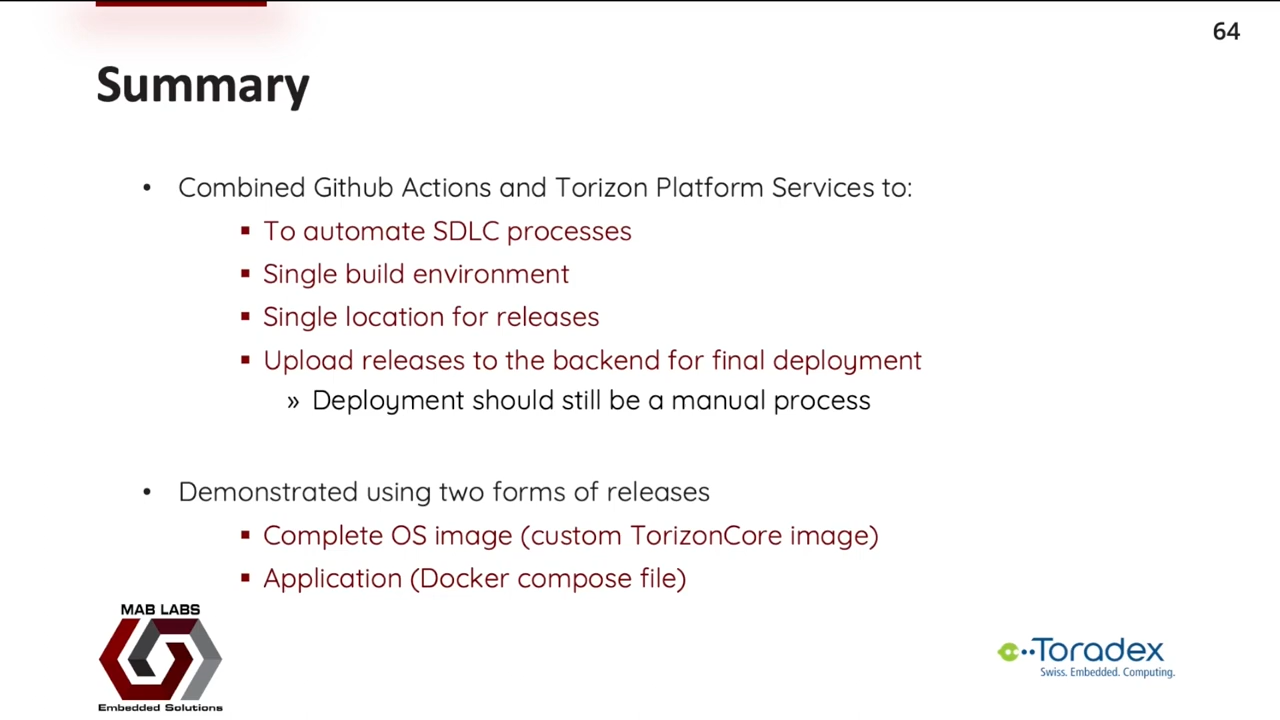 64
Summary
• Combined Github Actions and Torizon Platform Services to:
▪ To automate SDLC processes
▪ Single build environment
▪ Single location for releases
▪ Upload releases to the backend for final deployment
» Deployment should still be a manual process
• Demonstrated using two forms of releases
▪ Complete OS image (custom TorizonCore image)
▪ Application (Docker compose file)
MAB LABS
Embedded Solutions
Toradex
Swiss. Embedded. Computing.